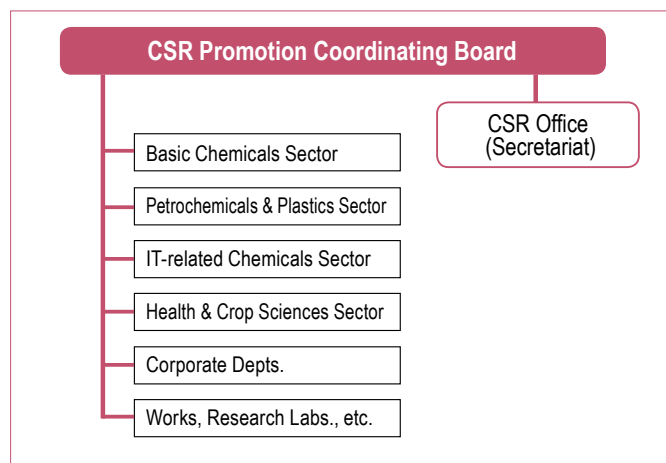 CSR Promotion Coordinating Board
CSR Office
(Secretariat)
Basic Chemicals Sector
Petrochemicals & Plastics Sector
IT-related Chemicals Sector
Health & Crop Sciences Sector
Corporate Depts.
Works, Research Labs., etc.